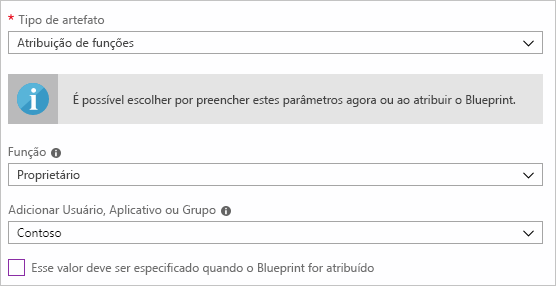 * Tipo de artefato
Atribuição de funções
É possível escolher por preencher estes parâmetros agora ou ao atribuir o Blueprint.
Função
Proprietário
Adicionar Usuário, Aplicativo ou Grupo
Contoso
Esse valor deve ser especificado quando o Blueprint for atribuído